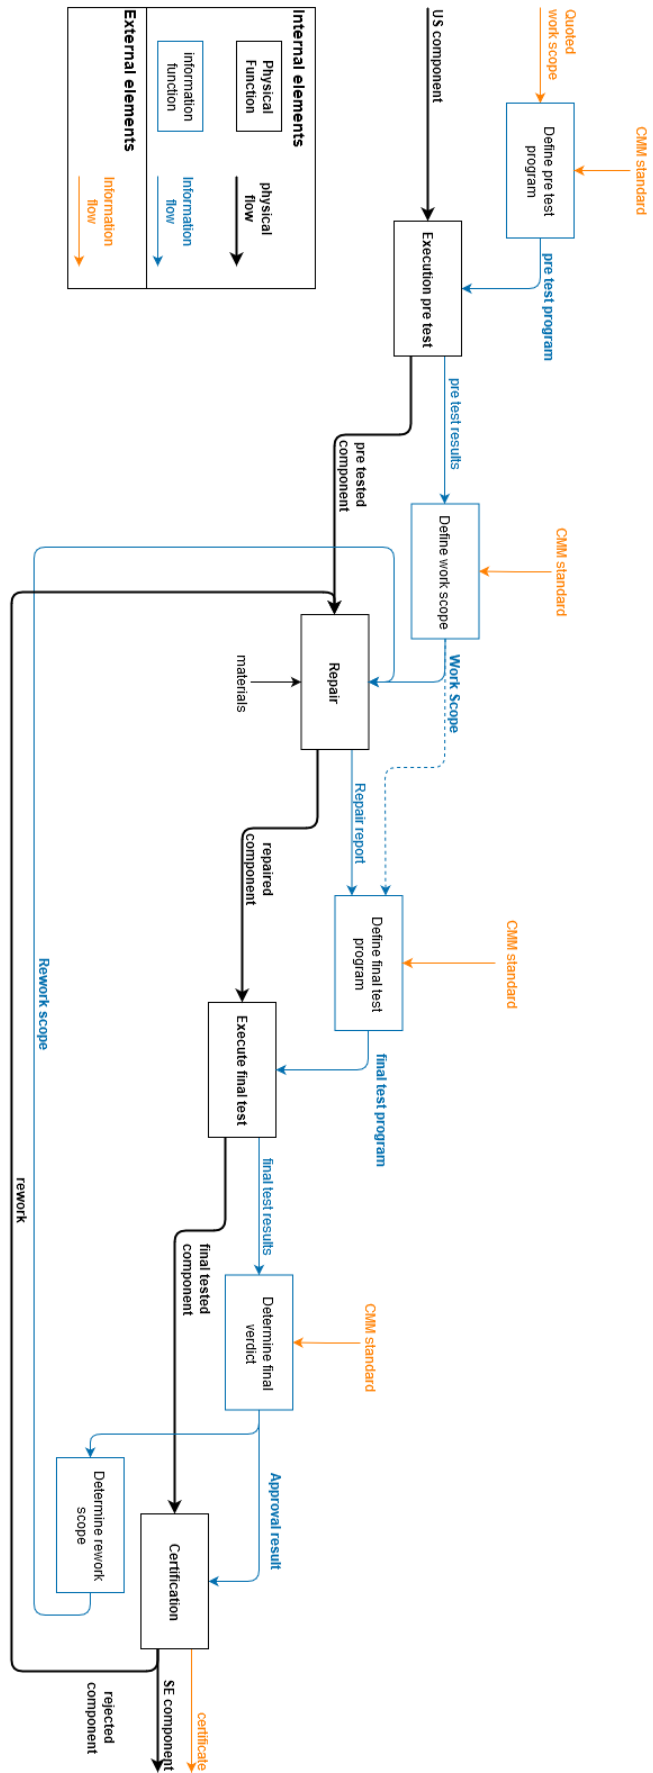 Quoted
work scope
CMM standard
Define pre test
program
pre test program
US component
Execution pre test
pre test results
pre tested
component
CMM standard
Define work scope
Work Scope
Repair
materials
Repair report
repaired
component
CMM standard
Define final test
program
final test program
Execute final test
final test results
final tested
component
CMM standard
Determine final
verdict
Approval result
Determine rework
scope
Certification
certificate
SE component
rejected
component
Rework scope
rework
Internal elements
Physical
Function
physical
flow
information
function
Information
flow
External elements
Information
flow